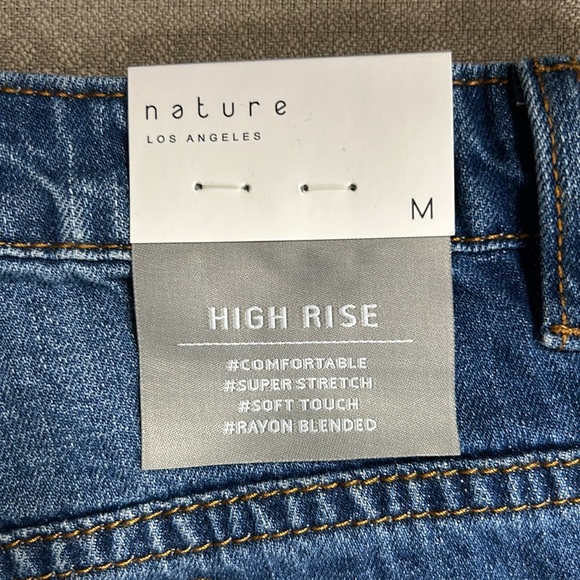 nature
LOS ANGELES
M
HIGH RISE
#COMFORTABLE
#SUPER STRETCH
#SOFT TOUCH
#RAYON BLENDED